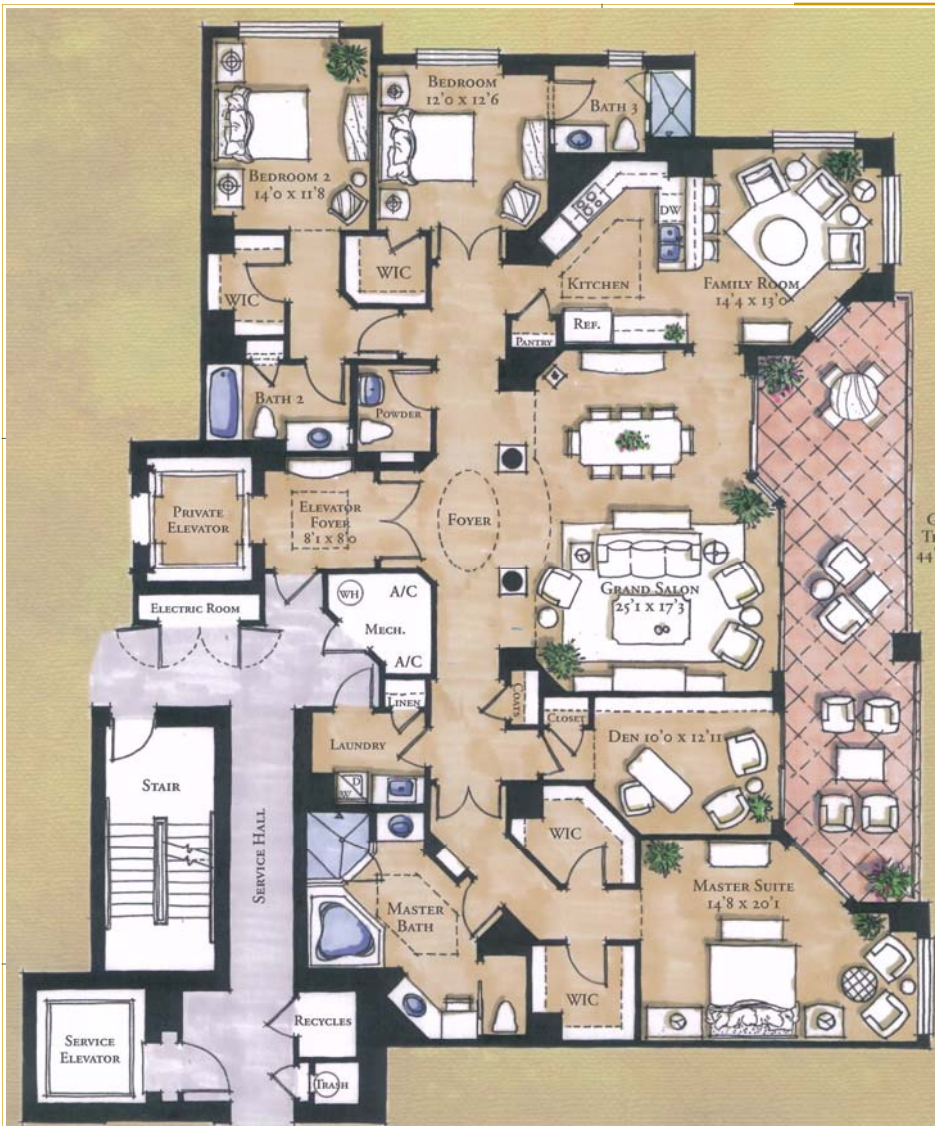 BEDROOM
12'0 X 12'6
BATH 3
BEDROOM 2
14'0 X 11'8
DW
WIC
WIC
KITCHEN
FAMILY ROOM
14'4 X 13'0
REF.
PANTRY
BATH 2
POWDER
PRIVATE
ELEVATOR
ELEVATOR
FOYER
8'1 X 8'0
FOYER
GRAND SALON
25'1 X 17'3
WH
A/C
MECH.
A/C
ELECTRIC ROOM
LINEN
COATS
CLOSET
LAUNDRY
DEN 10'0 X 12'11
D
W
STAIR
SERVICE HALL
WIC
MASTER SUITE
14'8 X 20'1
MASTER
BATH
WIC
RECYCLES
SERVICE
ELEVATOR
TRASH